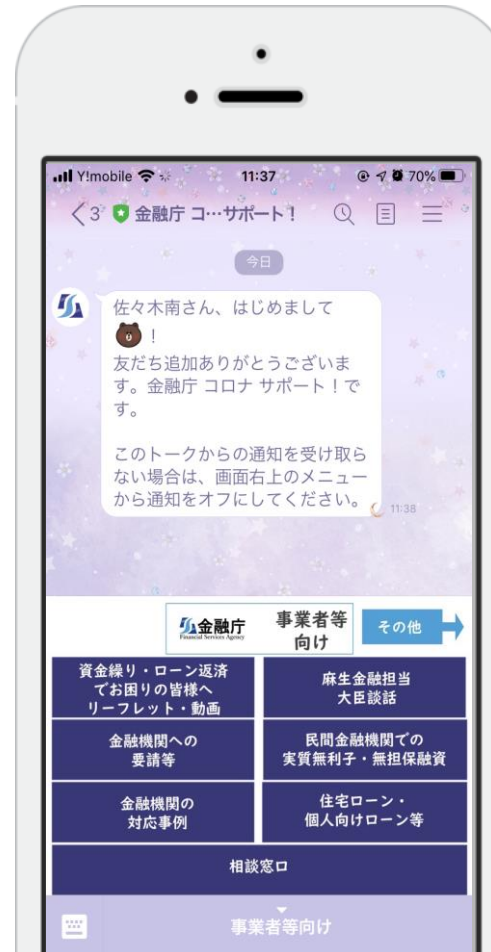 Y!mobile 11:37 70%
3 金融庁 コ…サポート！
今日
佐々木南さん、はじめまして
！
友だち追加ありがとうございま
す。金融庁 コロナ サポート！で
す。
このトークからの通知を受け取ら
ない場合は、画面右上のメニュー
から通知をオフにしてください。
11:38
金融庁
Financial Services Agency
事業者等
向け
その他
資金繰り・ローン返済
でお困りの皆様へ
リーフレット・動画
麻生金融担当
大臣談話
金融機関への
要請等
民間金融機関での
実質無利子・無担保融資
金融機関の
対応事例
住宅ローン・
個人向けローン等
相談窓口
事業者等向け